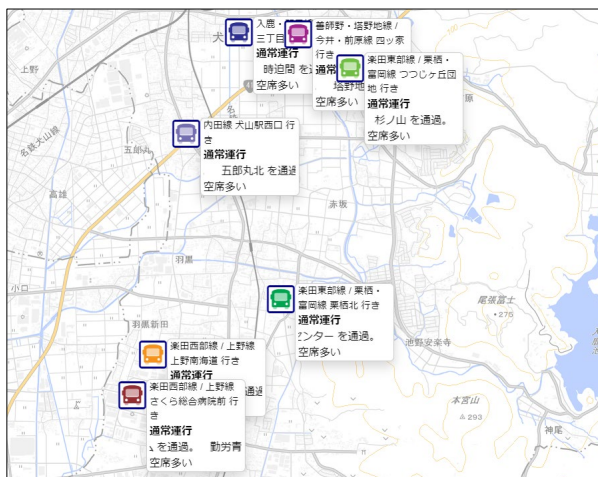 入鹿
三丁目
通常運行
時迫間 を
空席多い
善師野・塔野地線 /
今井・前原線 四ッ家
行き
通常
塔野地
空席多い
楽田東部線 / 栗栖・
富岡線 つつじヶ丘団
地 行き
通常運行
杉ノ山 を通過。
空席多い
内田線 犬山駅西口 行
き
通常運行
五郎丸北 を通過
空席多い
楽田東部線 / 栗栖・
富岡線 栗栖北 行き
通常運行
ンター を通過。
空席多い
楽田西部線 / 上野線
上野南海道 行き
通常運行
通過
楽田西部線 / 上野線
さくら総合病院前 行
き
通常運行
を通過。 勤労青
空席多い
犬
上野
名鉄犬山線
五郎丸
高雄
赤坂
羽黒
小口
羽黒新田
池野安楽寺
尾張富士
275
本宮山
293
神尾
原